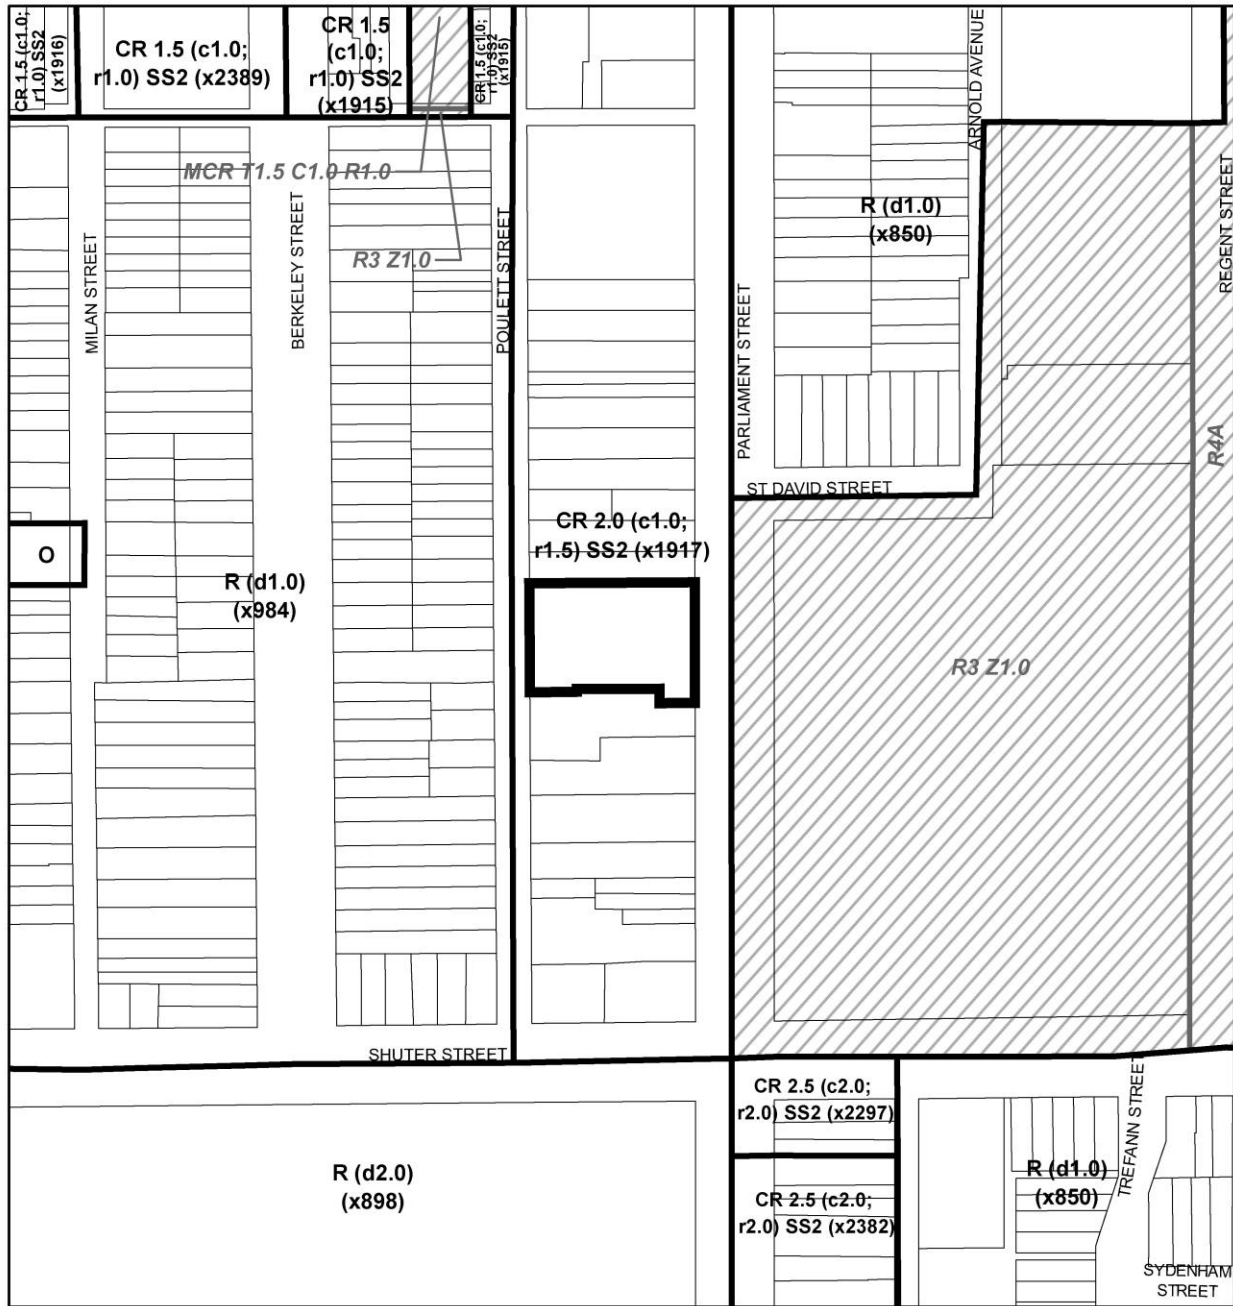 CR 1.5 (c1.0;
r1.0) SS2
(x1916)
CR 1.5 (c1.0;
r1.0) SS2 (x2389)
CR 1.5
(c1.0;
r1.0) SS2
(x1915)
CR 1.5 (c1.0;
r1.0) SS2
(x1915)
ARNOLD AVENUE
MCR T1.5 C1.0 R1.0
R3 Z1.0
MILAN STREET
BERKELEY STREET
POULETT STREET
PARLIAMENT STREET
R (d1.0)
(x850)
REGENT STREET
R4A
ST DAVID STREET
CR 2.0 (c1.0;
r1.5) SS2 (x1917)
O
R (d1.0)
(x984)
R3 Z1.0
SHUTER STREET
CR 2.5 (c2.0;
r2.0) SS2 (x2297)
TREFANN STREET
R (d2.0)
(x898)
R (d1.0)
(x850)
CR 2.5 (c2.0;
r2.0) SS2 (x2382)
SYDENHAM
STREET